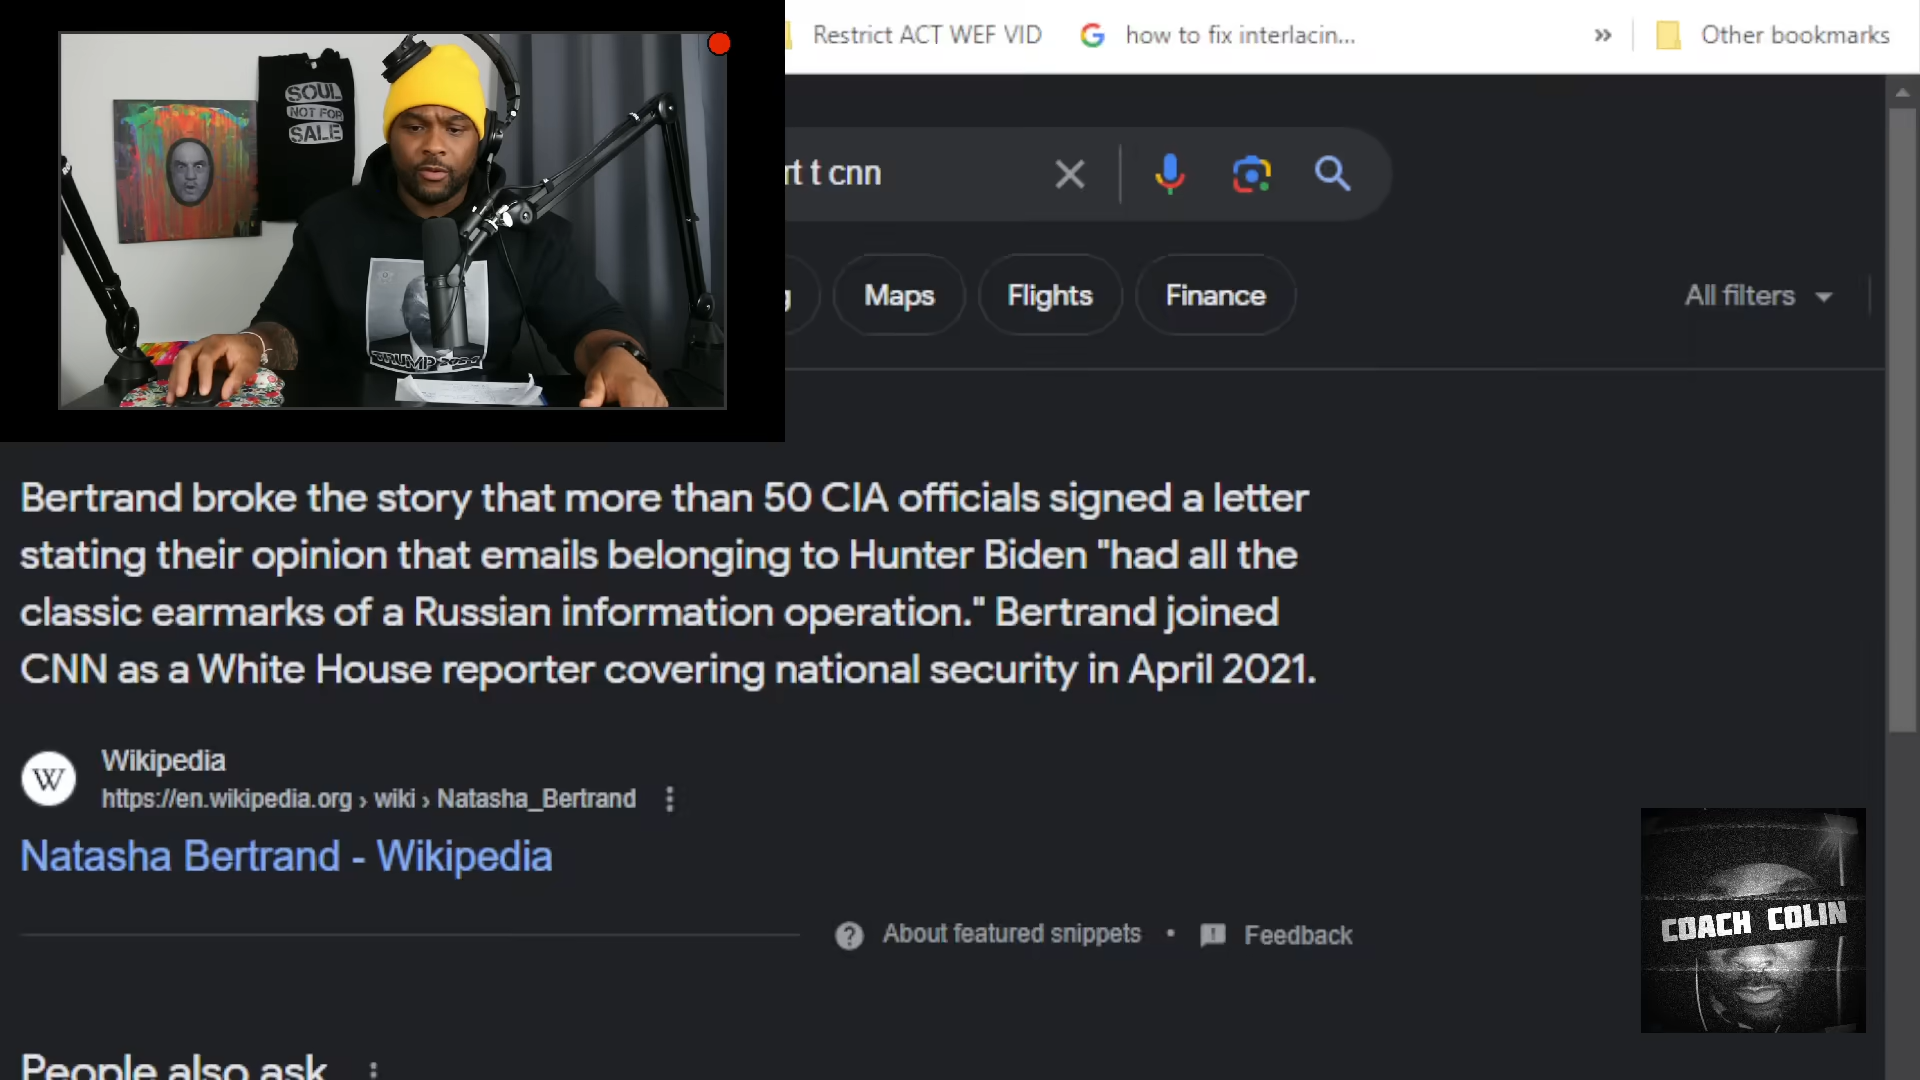 Restrict ACT WEF VID
how to fix interlacin...
»
Other bookmarks
SOUL
NOT FOR
SALE
rt t cnn
g
Maps
Flights
Finance
All filters
Bertrand broke the story that more than 50 CIA officials signed a letter
stating their opinion that emails belonging to Hunter Biden "had all the
classic earmarks of a Russian information operation." Bertrand joined
CNN as a White House reporter covering national security in April 2021.
W
Wikipedia
https://en.wikipedia.org › wiki › Natasha_Bertrand
Natasha Bertrand - Wikipedia
About featured snippets • Feedback
COACH COLIN
People also ask